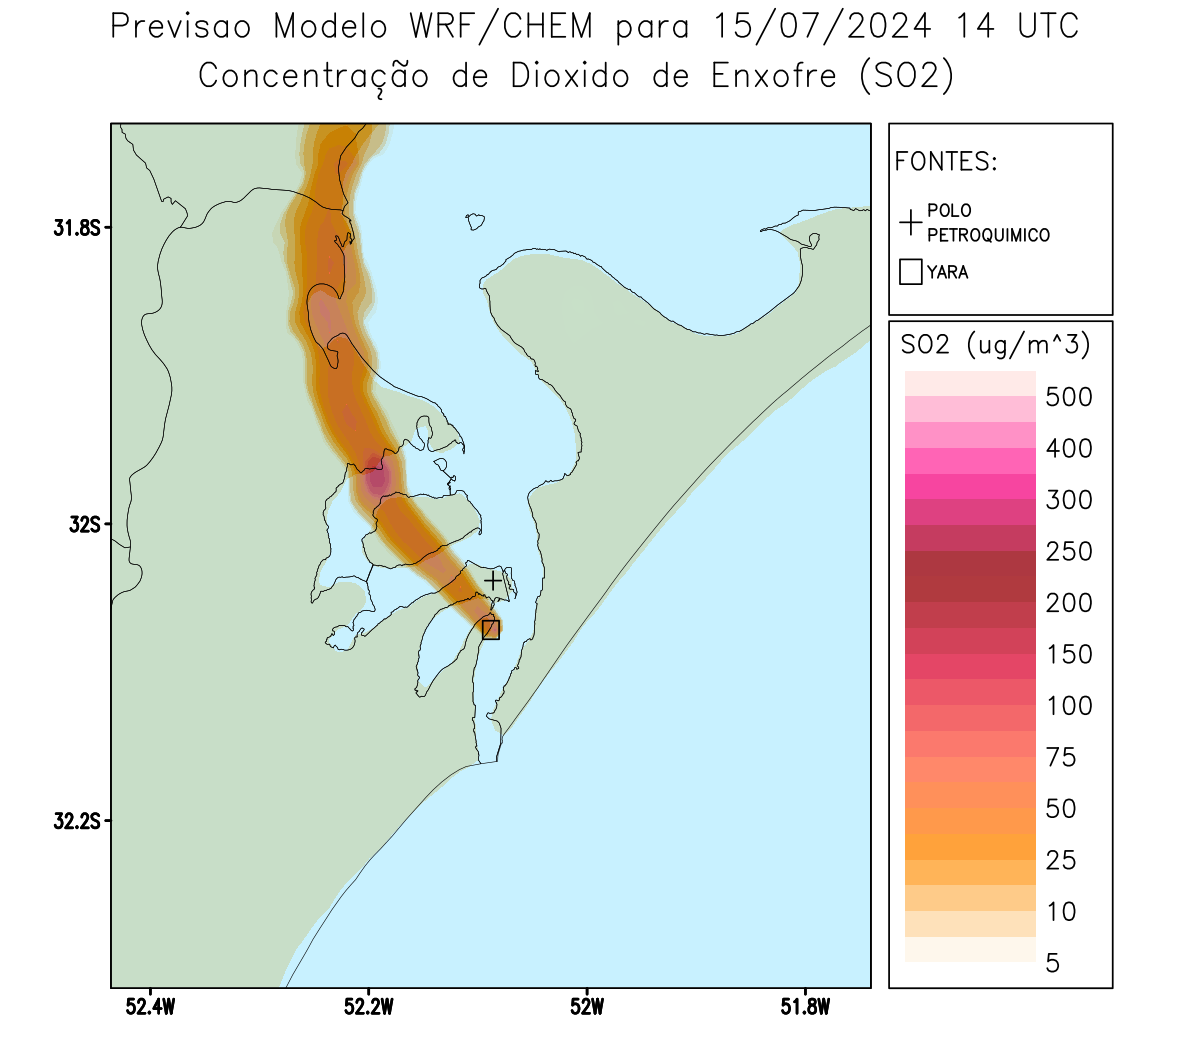 Previsao Modelo WRF/CHEM para 15/07/2024 14 UTC
Concentração de Dioxido de Enxofre (SO2)
FONTES:
POLO
PETROQUIMICO
YARA
SO2 (ug/m^3)
500
400
300
250
200
150
100
75
50
25
10
5
31.8S
32S
32.2S
52.4W
52.2W
52W
51.8W